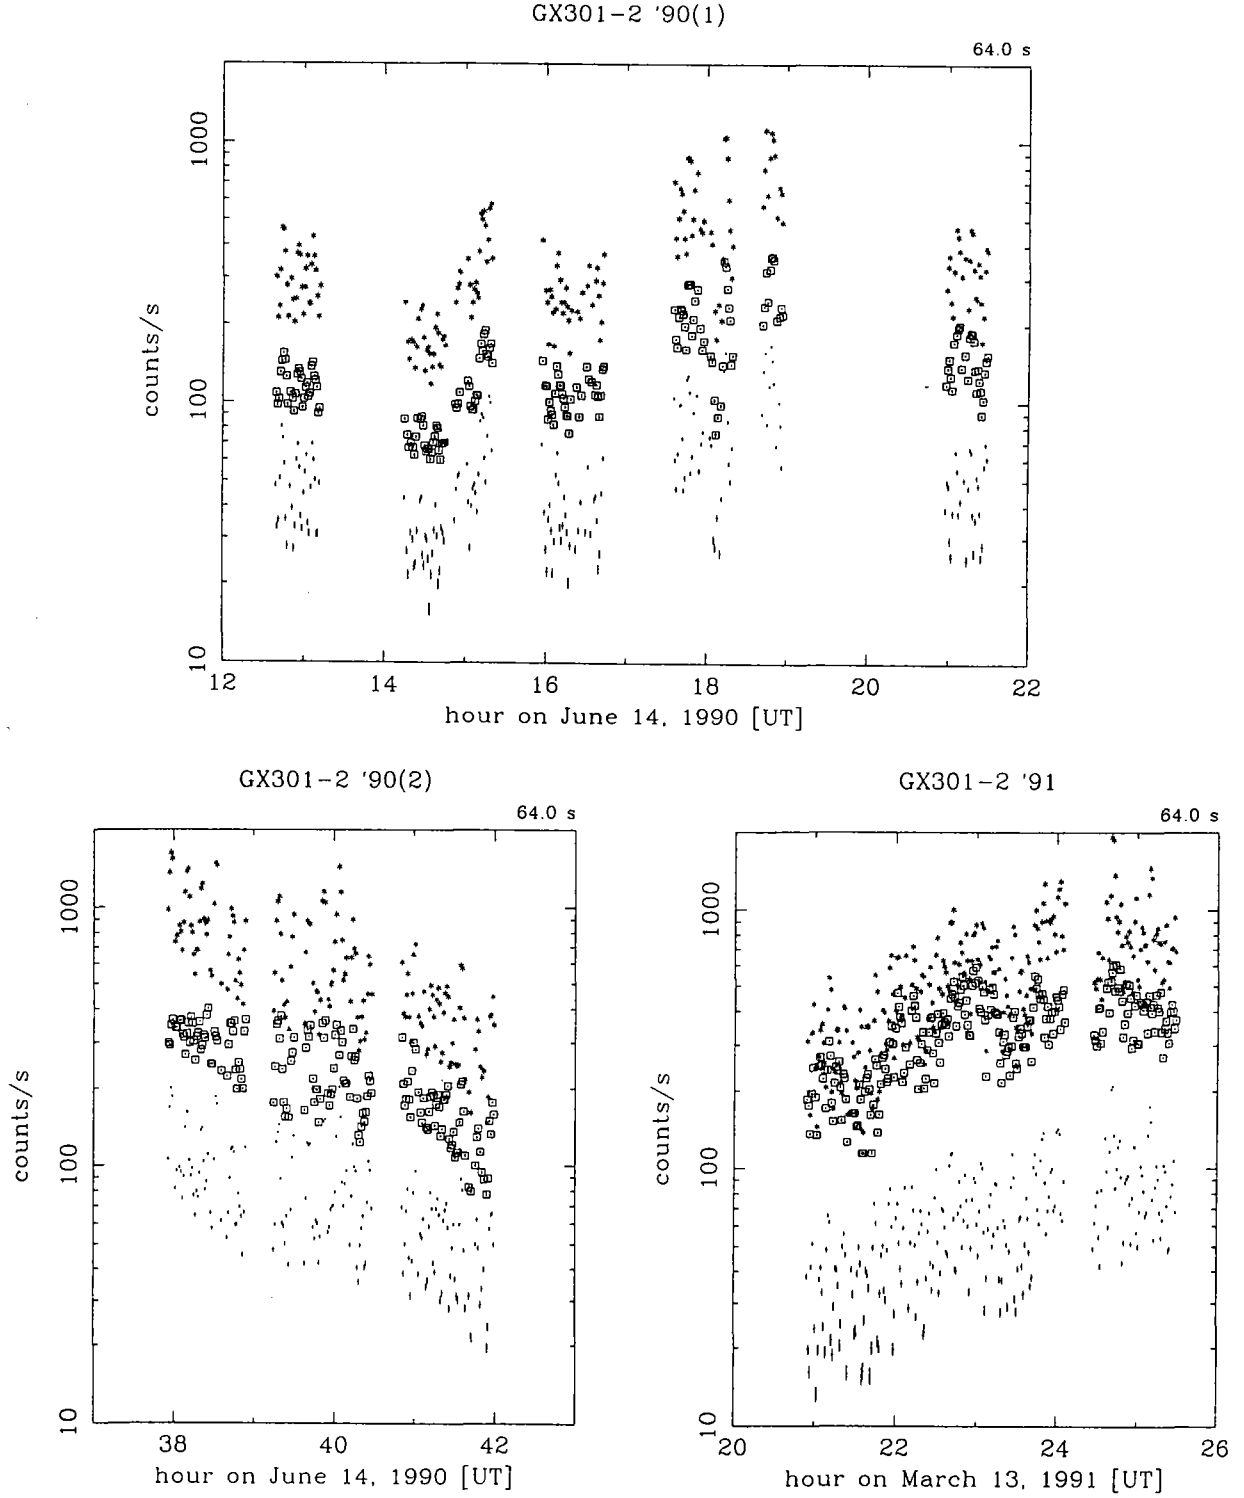 GX301-2 '90(1)
64.0 s
counts/s
1000
100
10
12 14 16 18 20 22
hour on June 14, 1990 [UT]
GX301-2 '90(2)
64.0 s
counts/s
1000
100
10
38 40 42
hour on June 14, 1990 [UT]
GX301-2 '91
64.0 s
counts/s
1000
100
10
20 22 24 26
hour on March 13, 1991 [UT]